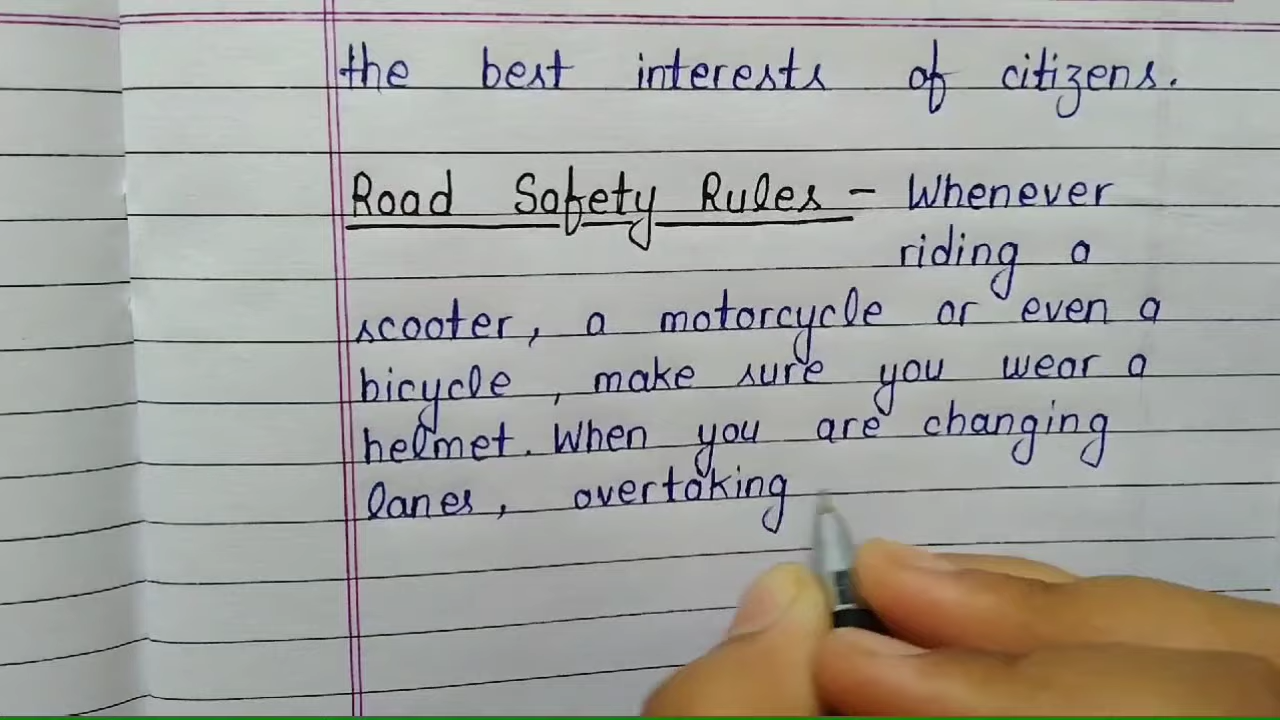 the best interests of citizens.
Road Safety Rules - Whenever
riding a
scooter, a motorcycle or even a
bicycle, make sure you wear a
helmet. When you are changing
lanes, overtaking